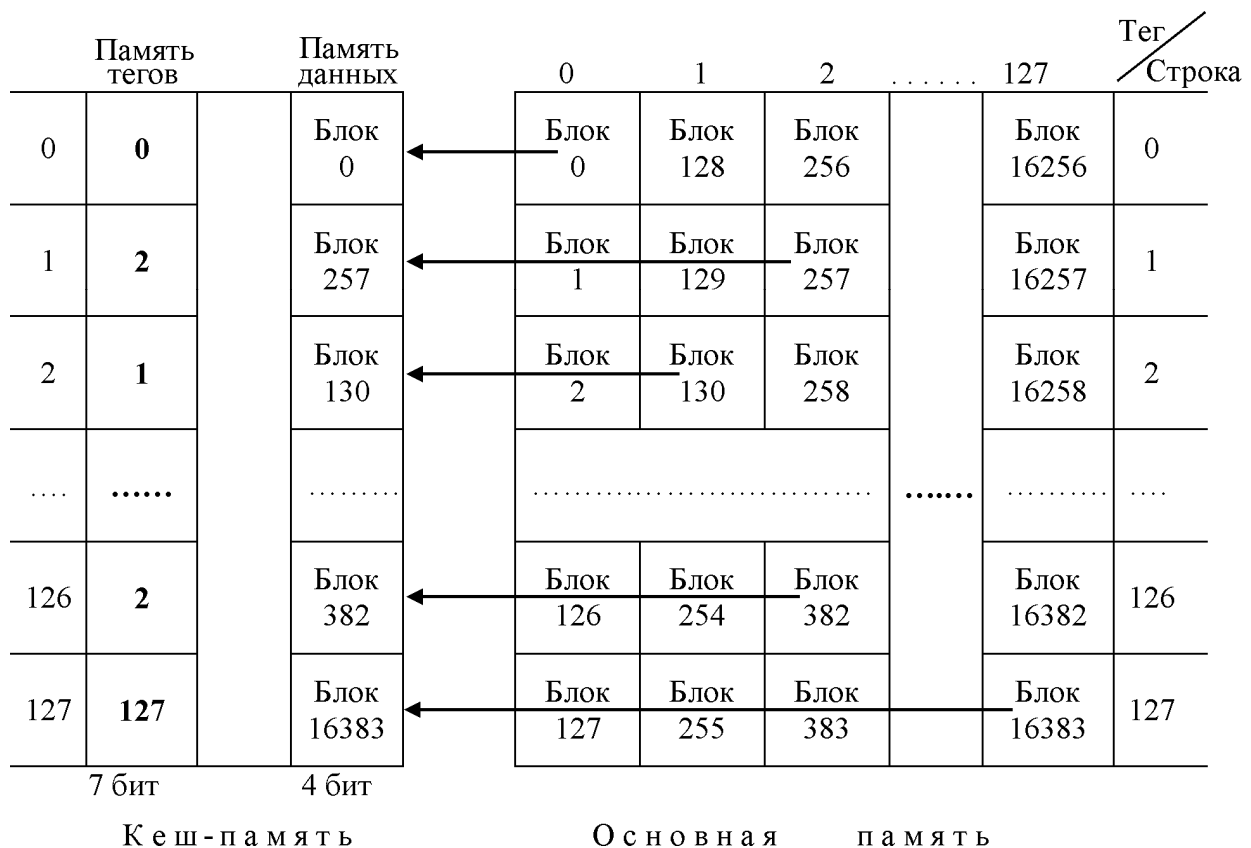 Тег
Память Память
тегов данных 0 1 2 ...... 127 Строка
Блок Блок Блок Блок Блок
0 0 0 0 128 256 16256 0
Блок Блок Блок Блок Блок
1 2 257 1 129 257 16257 1
Блок Блок Блок Блок Блок
2 1 130 2 130 258 16258 2
.... ...... ......... .............................. ....... .......... ....
Блок Блок Блок Блок Блок
126 2 382 126 254 382 16382 126
Блок Блок Блок Блок Блок
127 127 16383 127 255 383 16383 127
7 бит 4 бит
Кеш-память Основная память